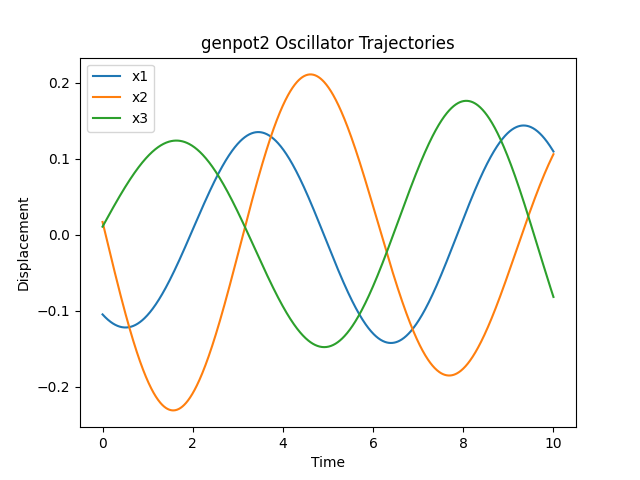 genpot2 Oscillator Trajectories
x1
x2
x3
Displacement
0.2
0.1
0.0
−0.1
−0.2
0 2 4 6 8 10
Time